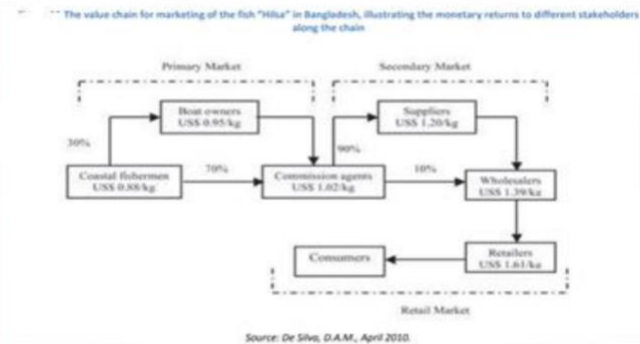 The value chain for marketing of the fish "Hilsa" in Bangladesh, illustrating the monetary returns to different stakeholders
along the chain
Primary Market
Secondary Market
Boat owners
US$ 0.95/kg
Suppliers
US$ 1.20/kg
30%
90%
Coastal fishermen
US$ 0.88/kg
70%
Commission agents
US$ 1.02/kg
10%
Wholesalers
US$ 1.39/kg
Consumers
Retailers
US$ 1.61/kg
Retail Market
Source: De Silva, D.A.M., April 2010.